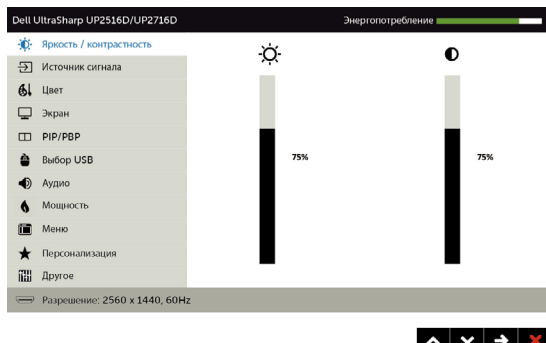 Dell UltraSharp UP2516D/UP2716D
Энергопотребление
Яркость / контрастность
Источник сигнала
Цвет
Экран
PIP/PBP
Выбор USB
Аудио
Мощность
Меню
Персонализация
Другое
75%
75%
Разрешение: 2560 x 1440, 60Hz